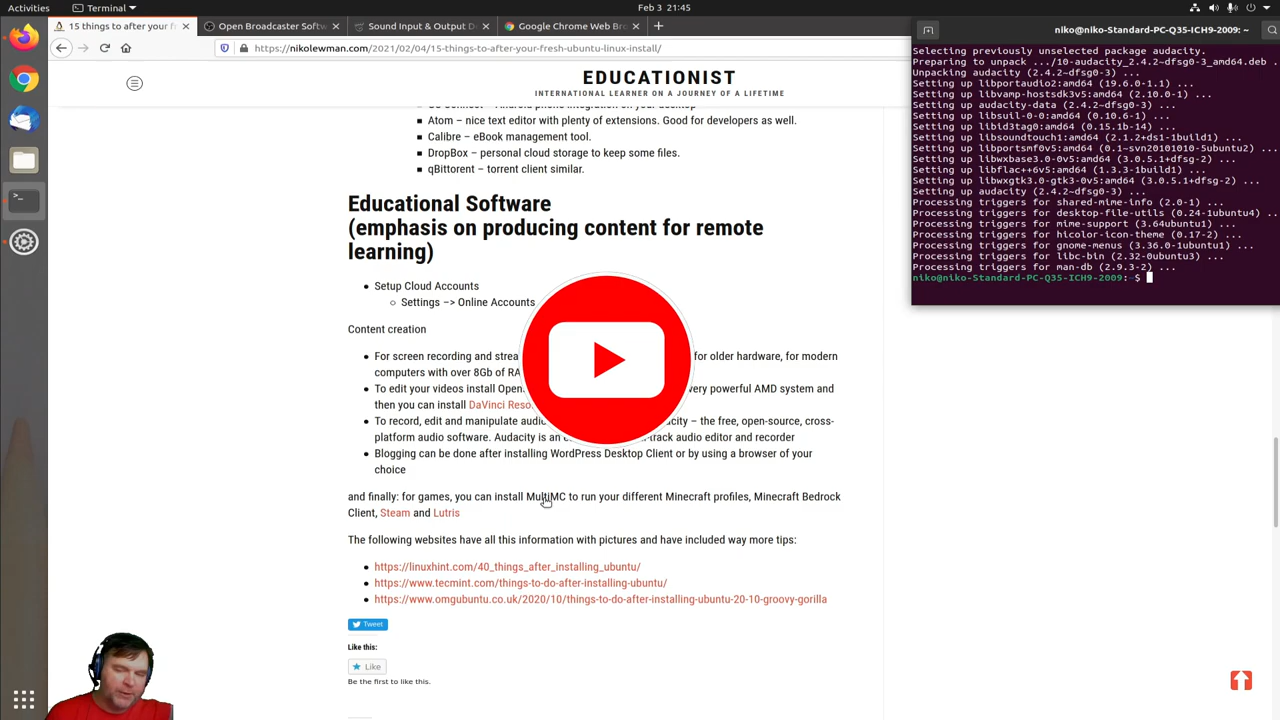 Activities
Terminal
Feb 3 21:45
15 things to after your f
Open Broadcaster Softw
Sound Input & Output D
Google Chrome Web Bro
https://nikolewman.com/2021/02/04/15-things-to-after-your-fresh-ubuntu-linux-install/
niko@niko-Standard-PC-Q35-ICH9-2009: ~
EDUCATIONIST
INTERNATIONAL LEARNER ON A JOURNEY OF A LIFETIME
Atom – nice text editor with plenty of extensions. Good for developers as well.
Calibre – eBook management tool.
DropBox – personal cloud storage to keep some files.
qBittorent – torrent client similar.
Educational Software
(emphasis on producing content for remote
learning)
Setup Cloud Accounts
Settings –> Online Accounts
Content creation
For screen recording and for older hardware, for modern
computers with over 8Gb of
To edit your videos install powerful AMD system and
then you can install DaVinci
To record, edit and manipulate – the free, open-source, cross-
platform audio software. Audacity is an audio editor and recorder
Blogging can be done after installing WordPress Desktop Client or by using a browser of your
choice
and finally: for games, you can install MultiMC to run your different Minecraft profiles, Minecraft Bedrock
Client, Steam and Lutris
The following websites have all this information with pictures and have included way more tips:
https://linuxhint.com/40_things_after_installing_ubuntu/
https://www.tecmint.com/things-to-do-after-installing-ubuntu/
https://www.omgubuntu.co.uk/2020/10/things-to-do-after-installing-ubuntu-20-10-groovy-gorilla
Tweet
Like this:
Like
Be the first to like this.
Selecting previously unselected package audacity.
Preparing to unpack .../10-audacity_2.4.2~dfsg0-3_amd64.deb
Unpacking audacity (2.4.2~dfsg0-3) ...
Setting up libportaudio2:amd64 (19.6.0-1.1) ...
Setting up libvamp-hostsdk3v5:amd64 (2.10.0-1) ...
Setting up audacity-data (2.4.2~dfsg0-3) ...
Setting up libsuil-0-0:amd64 (0.10.6-1) ...
Setting up libid3tag0:amd64 (0.15.1b-14) ...
Setting up libsoundtouch1:amd64 (2.1.2+ds1-1build1) ...
Setting up libportsmf0v5:amd64 (0.1~svn20101010-5ubuntu2) ...
Setting up libwxbase3.0-0v5:amd64 (3.0.5.1+dfsg-2) ...
Setting up libflac++6v5:amd64 (1.3.3-1build1) ...
Setting up libwxgtk3.0-gtk3-0v5:amd64 (3.0.5.1+dfsg-2) ...
Setting up audacity (2.4.2~dfsg0-3) ...
Processing triggers for shared-mime-info (2.0-1) ...
Processing triggers for desktop-file-utils (0.24-1ubuntu4) ...
Processing triggers for mime-support (3.64ubuntu1) ...
Processing triggers for hicolor-icon-theme (0.17-2) ...
Processing triggers for gnome-menus (3.36.0-1ubuntu1) ...
Processing triggers for libc-bin (2.32-0ubuntu3) ...
Processing triggers for man-db (2.9.3-2) ...
niko@niko-Standard-PC-Q35-ICH9-2009:~$